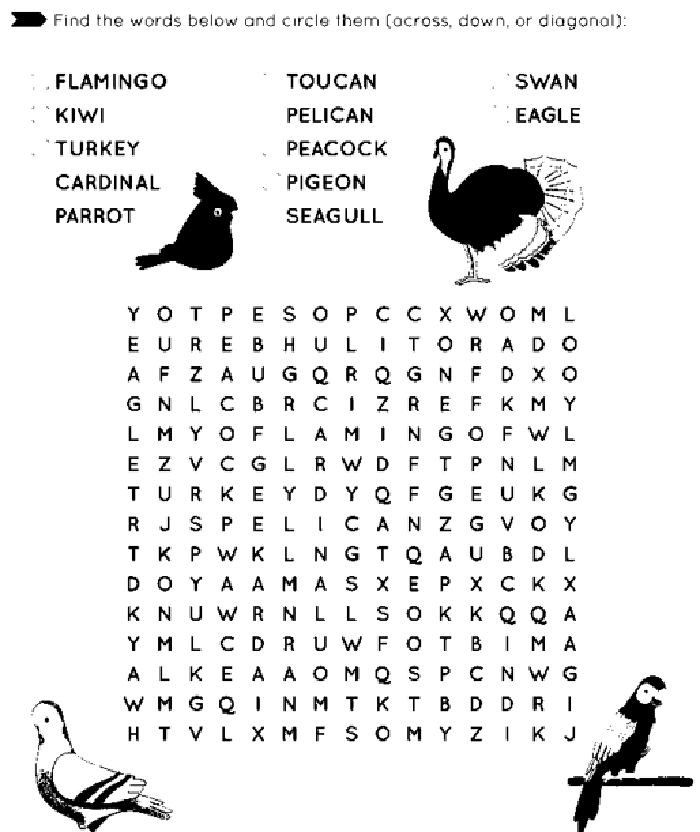 Find the words below and circle them (across, down, or diagonal):
FLAMINGO TOUCAN SWAN
KIWI PELICAN EAGLE
TURKEY PEACOCK
CARDINAL PIGEON
PARROT SEAGULL
Y O T P E S O P C C X W O M L
E U R E B H U L I T O R A D O
A F Z A U G Q R Q G N F D X O
G N L C B R C I Z R E F K M Y
L M Y O F L A M I N G O F W L
E Z V C G L R W D F T P N L M
T U R K E Y D Y Q F G E U K G
R J S P E L I C A N Z G V O Y
T K P W K L N G T Q A U B D L
D O Y A A M A S X E P X C K X
K N U W R N L L S O K K Q Q A
Y M L C D R U W F O T B I M A
A L K E A A O M Q S P C N W G
W M G Q I N M T K T B D D R I
H T V L X M F S O M Y Z I K J